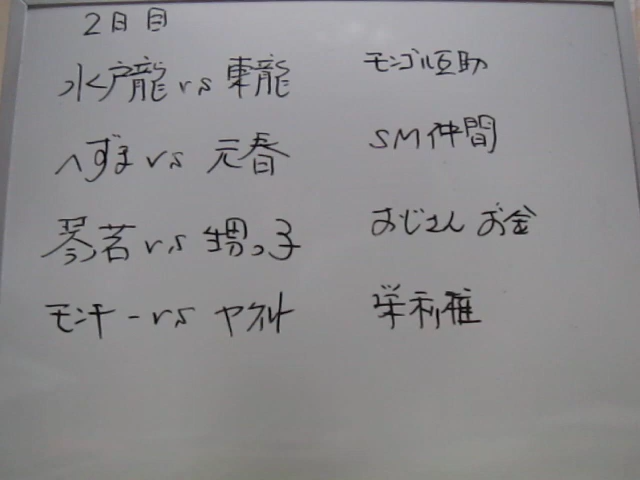 2日目
水戸龍 vs 東龍 モンゴル互助
へずま vs 元春 SM仲間
琴若 vs 甥っ子 おじさんお金
モンキー vs ヤクルト 栄利権